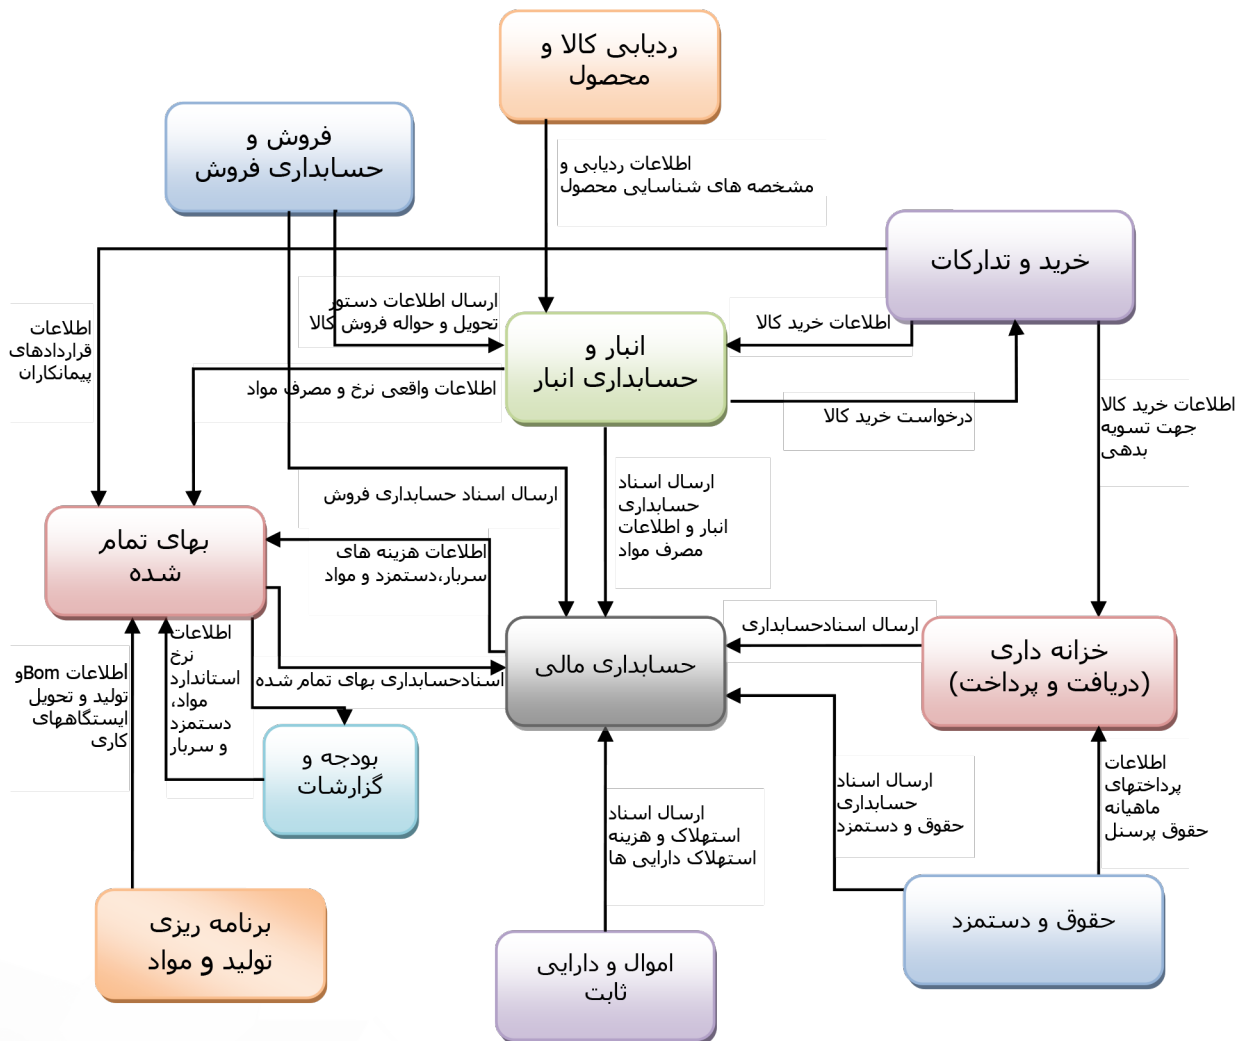 ردیابی کالا و
محصول
فروش و
حسابداری فروش
اطلاعات ردیابی و
مشخصه های شناسایی محصول
خرید و تدارکات
ارسال اطلاعات دستور
تحویل و حواله فروش کالا
اطلاعات خرید کالا
اطلاعات
قراردادهای
پیمانکاران
انبار و
حسابداری انبار
اطلاعات واقعی نرخ و مصرف مواد
درخواست خرید کالا
اطلاعات خرید کالا
جهت تسویه
بدهی
ارسال اسناد حسابداری فروش
ارسال اسناد
حسابداری
انبار و اطلاعات
مصرف مواد
بهای تمام
شده
اطلاعات هزینه های
سربار،دستمزد و مواد
ارسال اسنادحسابداری
خزانه داری
(دریافت و پرداخت)
حسابداری مالی
اسنادحسابداری بهای تمام شده
اطلاعات
نرخ
استاندارد
مواد،
دستمزد
و سربار
اطلاعات Bomو
تولید و تحویل
ایستگاههای
کاری
بودجه و
گزارشات
ارسال اسناد
استهلاک و هزینه
استهلاک دارایی ها
ارسال اسناد
حسابداری
حقوق و دستمزد
اطلاعات
پرداختهای
ماهیانه
حقوق پرسنل
برنامه ریزی
تولید و مواد
اموال و دارایی
ثابت
حقوق و دستمزد